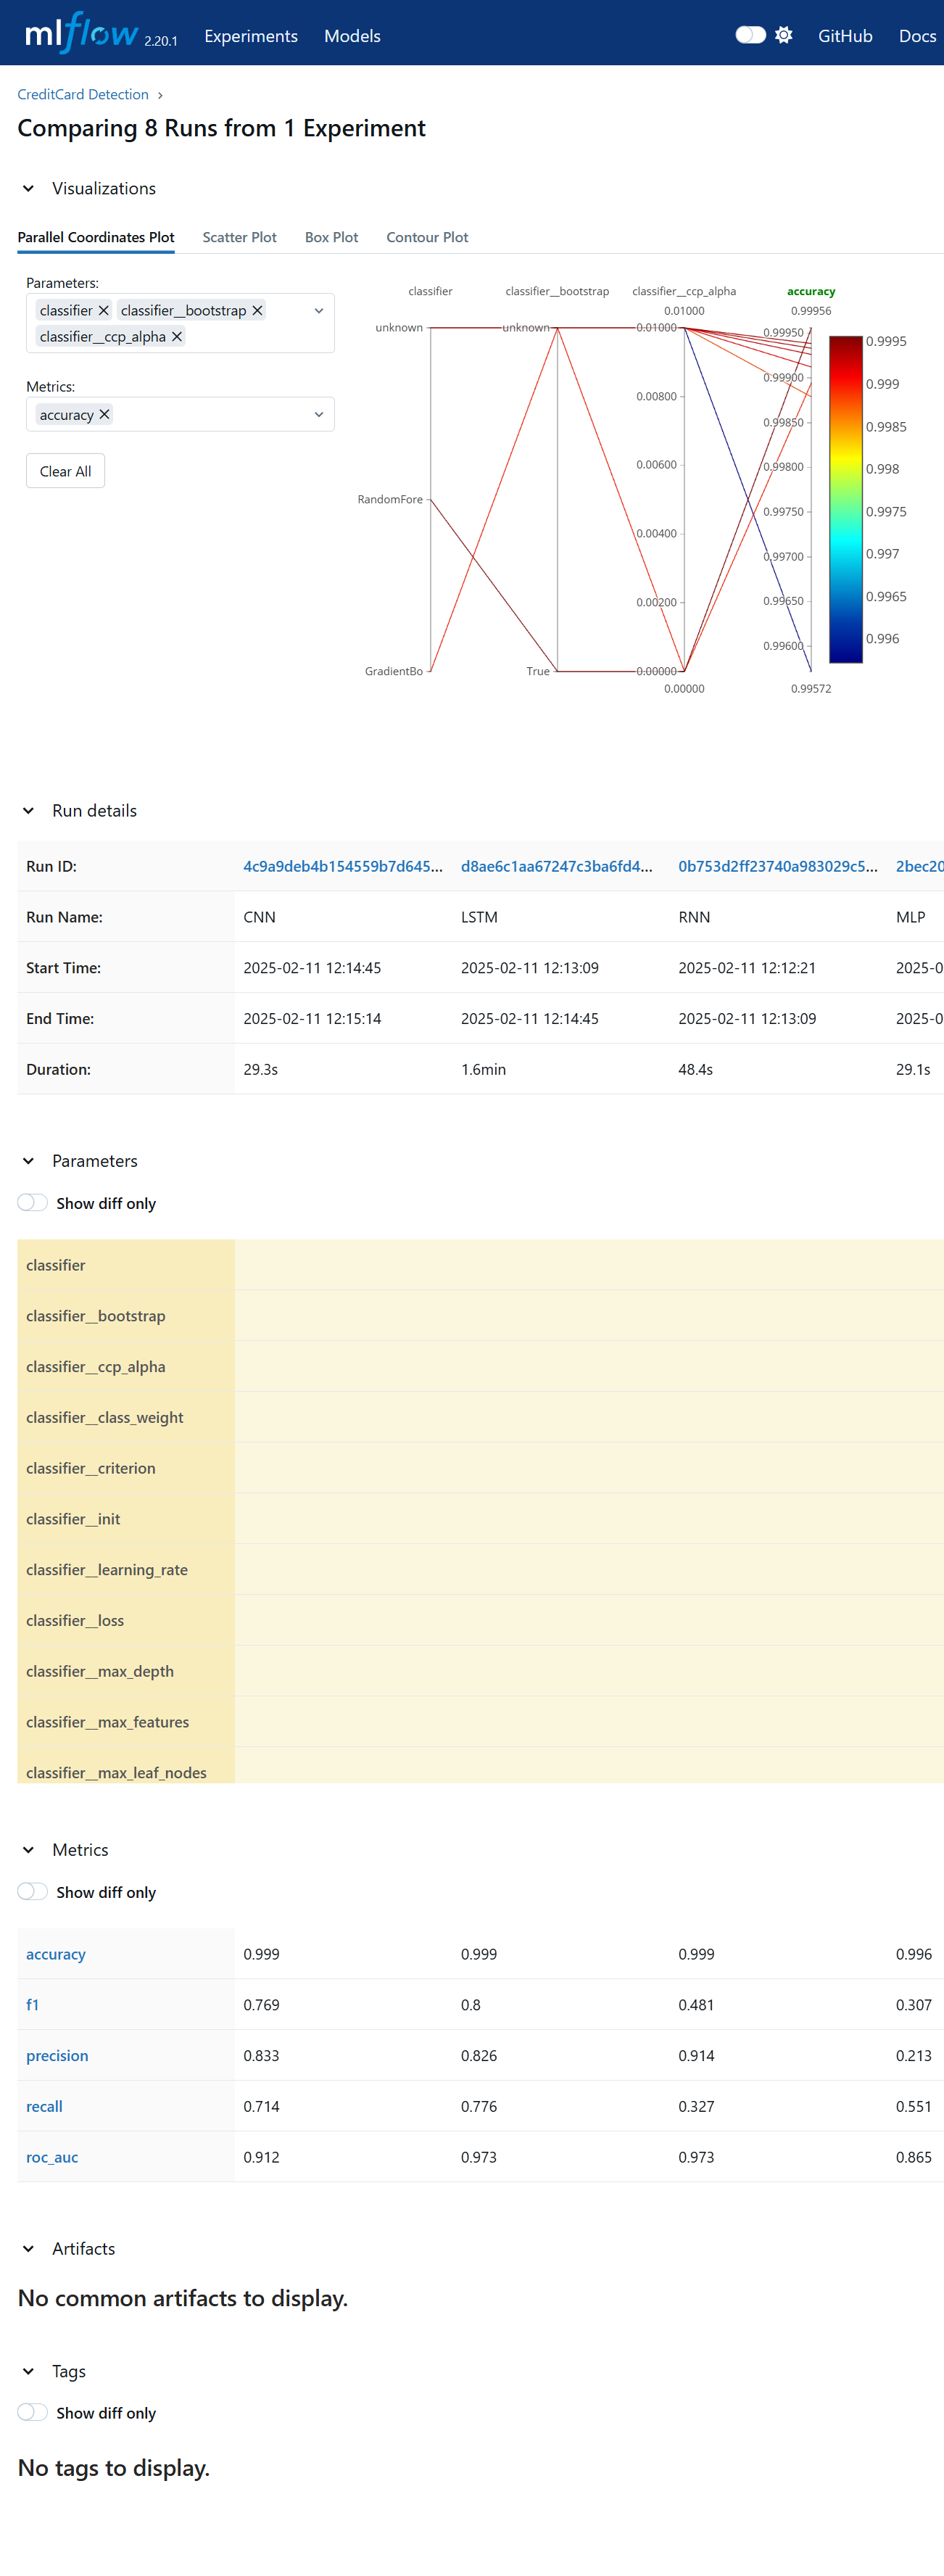 mlflow 2.20.1 Experiments Models GitHub Docs
CreditCard Detection ›
Comparing 8 Runs from 1 Experiment
Visualizations
Parallel Coordinates Plot Scatter Plot Box Plot Contour Plot
Parameters:
classifier classifier__bootstrap
classifier__ccp_alpha
Metrics:
accuracy
Clear All
classifier classifier__bootstrap classifier__ccp_alpha accuracy
0.01000 0.99956
unknown unknown 0.01000 0.99950
0.99900
0.00800
0.99850
0.00600 0.99800
RandomFore
0.99750
0.00400
0.99700
0.00200 0.99650
0.99600
GradientBo True 0.00000
0.00000 0.99572
0.9995
0.999
0.9985
0.998
0.9975
0.997
0.9965
0.996
Run details
Run ID: 4c9a9deb4b154559b7d645... d8ae6c1aa67247c3ba6fd4... 0b753d2ff23740a983029c5... 2bec20
Run Name: CNN LSTM RNN MLP
Start Time: 2025-02-11 12:14:45 2025-02-11 12:13:09 2025-02-11 12:12:21 2025-0
End Time: 2025-02-11 12:15:14 2025-02-11 12:14:45 2025-02-11 12:13:09 2025-0
Duration: 29.3s 1.6min 48.4s 29.1s
Parameters
Show diff only
classifier
classifier__bootstrap
classifier__ccp_alpha
classifier__class_weight
classifier__criterion
classifier__init
classifier__learning_rate
classifier__loss
classifier__max_depth
classifier__max_features
classifier__max_leaf_nodes
Metrics
Show diff only
accuracy 0.999 0.999 0.999 0.996
f1 0.769 0.8 0.481 0.307
precision 0.833 0.826 0.914 0.213
recall 0.714 0.776 0.327 0.551
roc_auc 0.912 0.973 0.973 0.865
Artifacts
No common artifacts to display.
Tags
Show diff only
No tags to display.